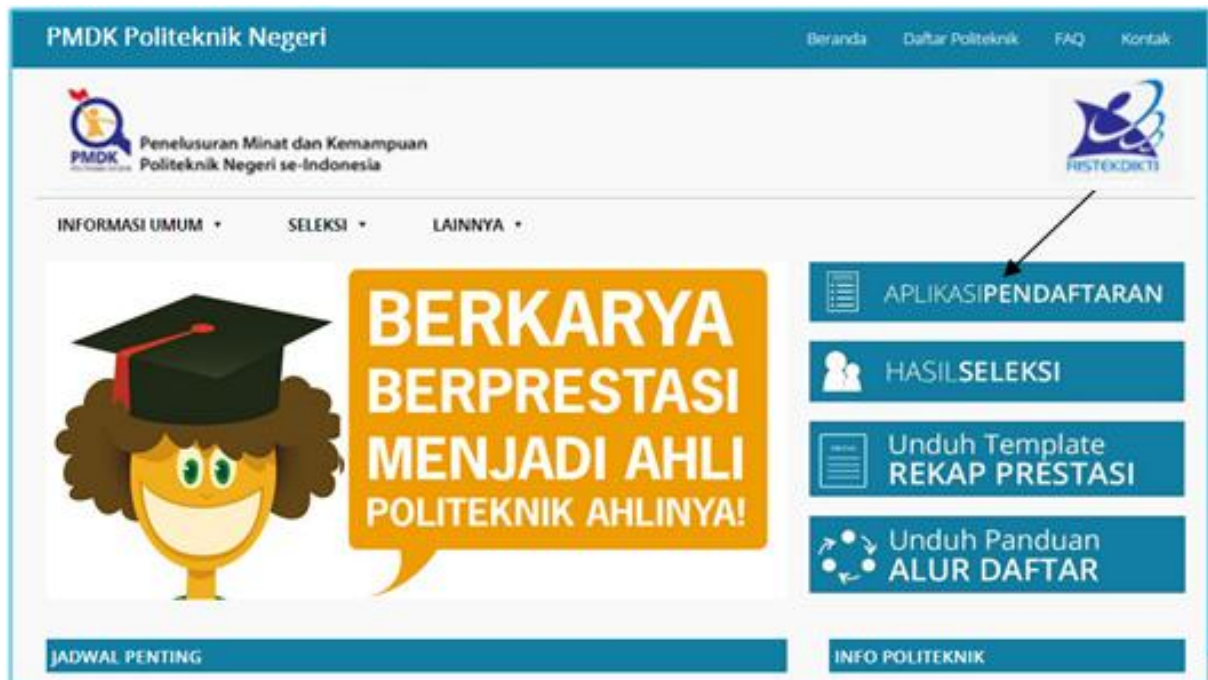 PMDK Politeknik Negeri
Beranda Daftar Politeknik FAQ Kontak
PMDK
Penelusuran Minat dan Kemampuan
Politeknik Negeri se-Indonesia
RISTEKDIKTI
INFORMASI UMUM SELEKSI LAINNYA
BERKARYA
BERPRESTASI
MENJADI AHLI
POLITEKNIK AHLINYA!
APLIKASIPENDAFTARAN
HASILSELEKSI
Unduh Template
REKAP PRESTASI
Unduh Panduan
ALUR DAFTAR
JADWAL PENTING
INFO POLITEKNIK